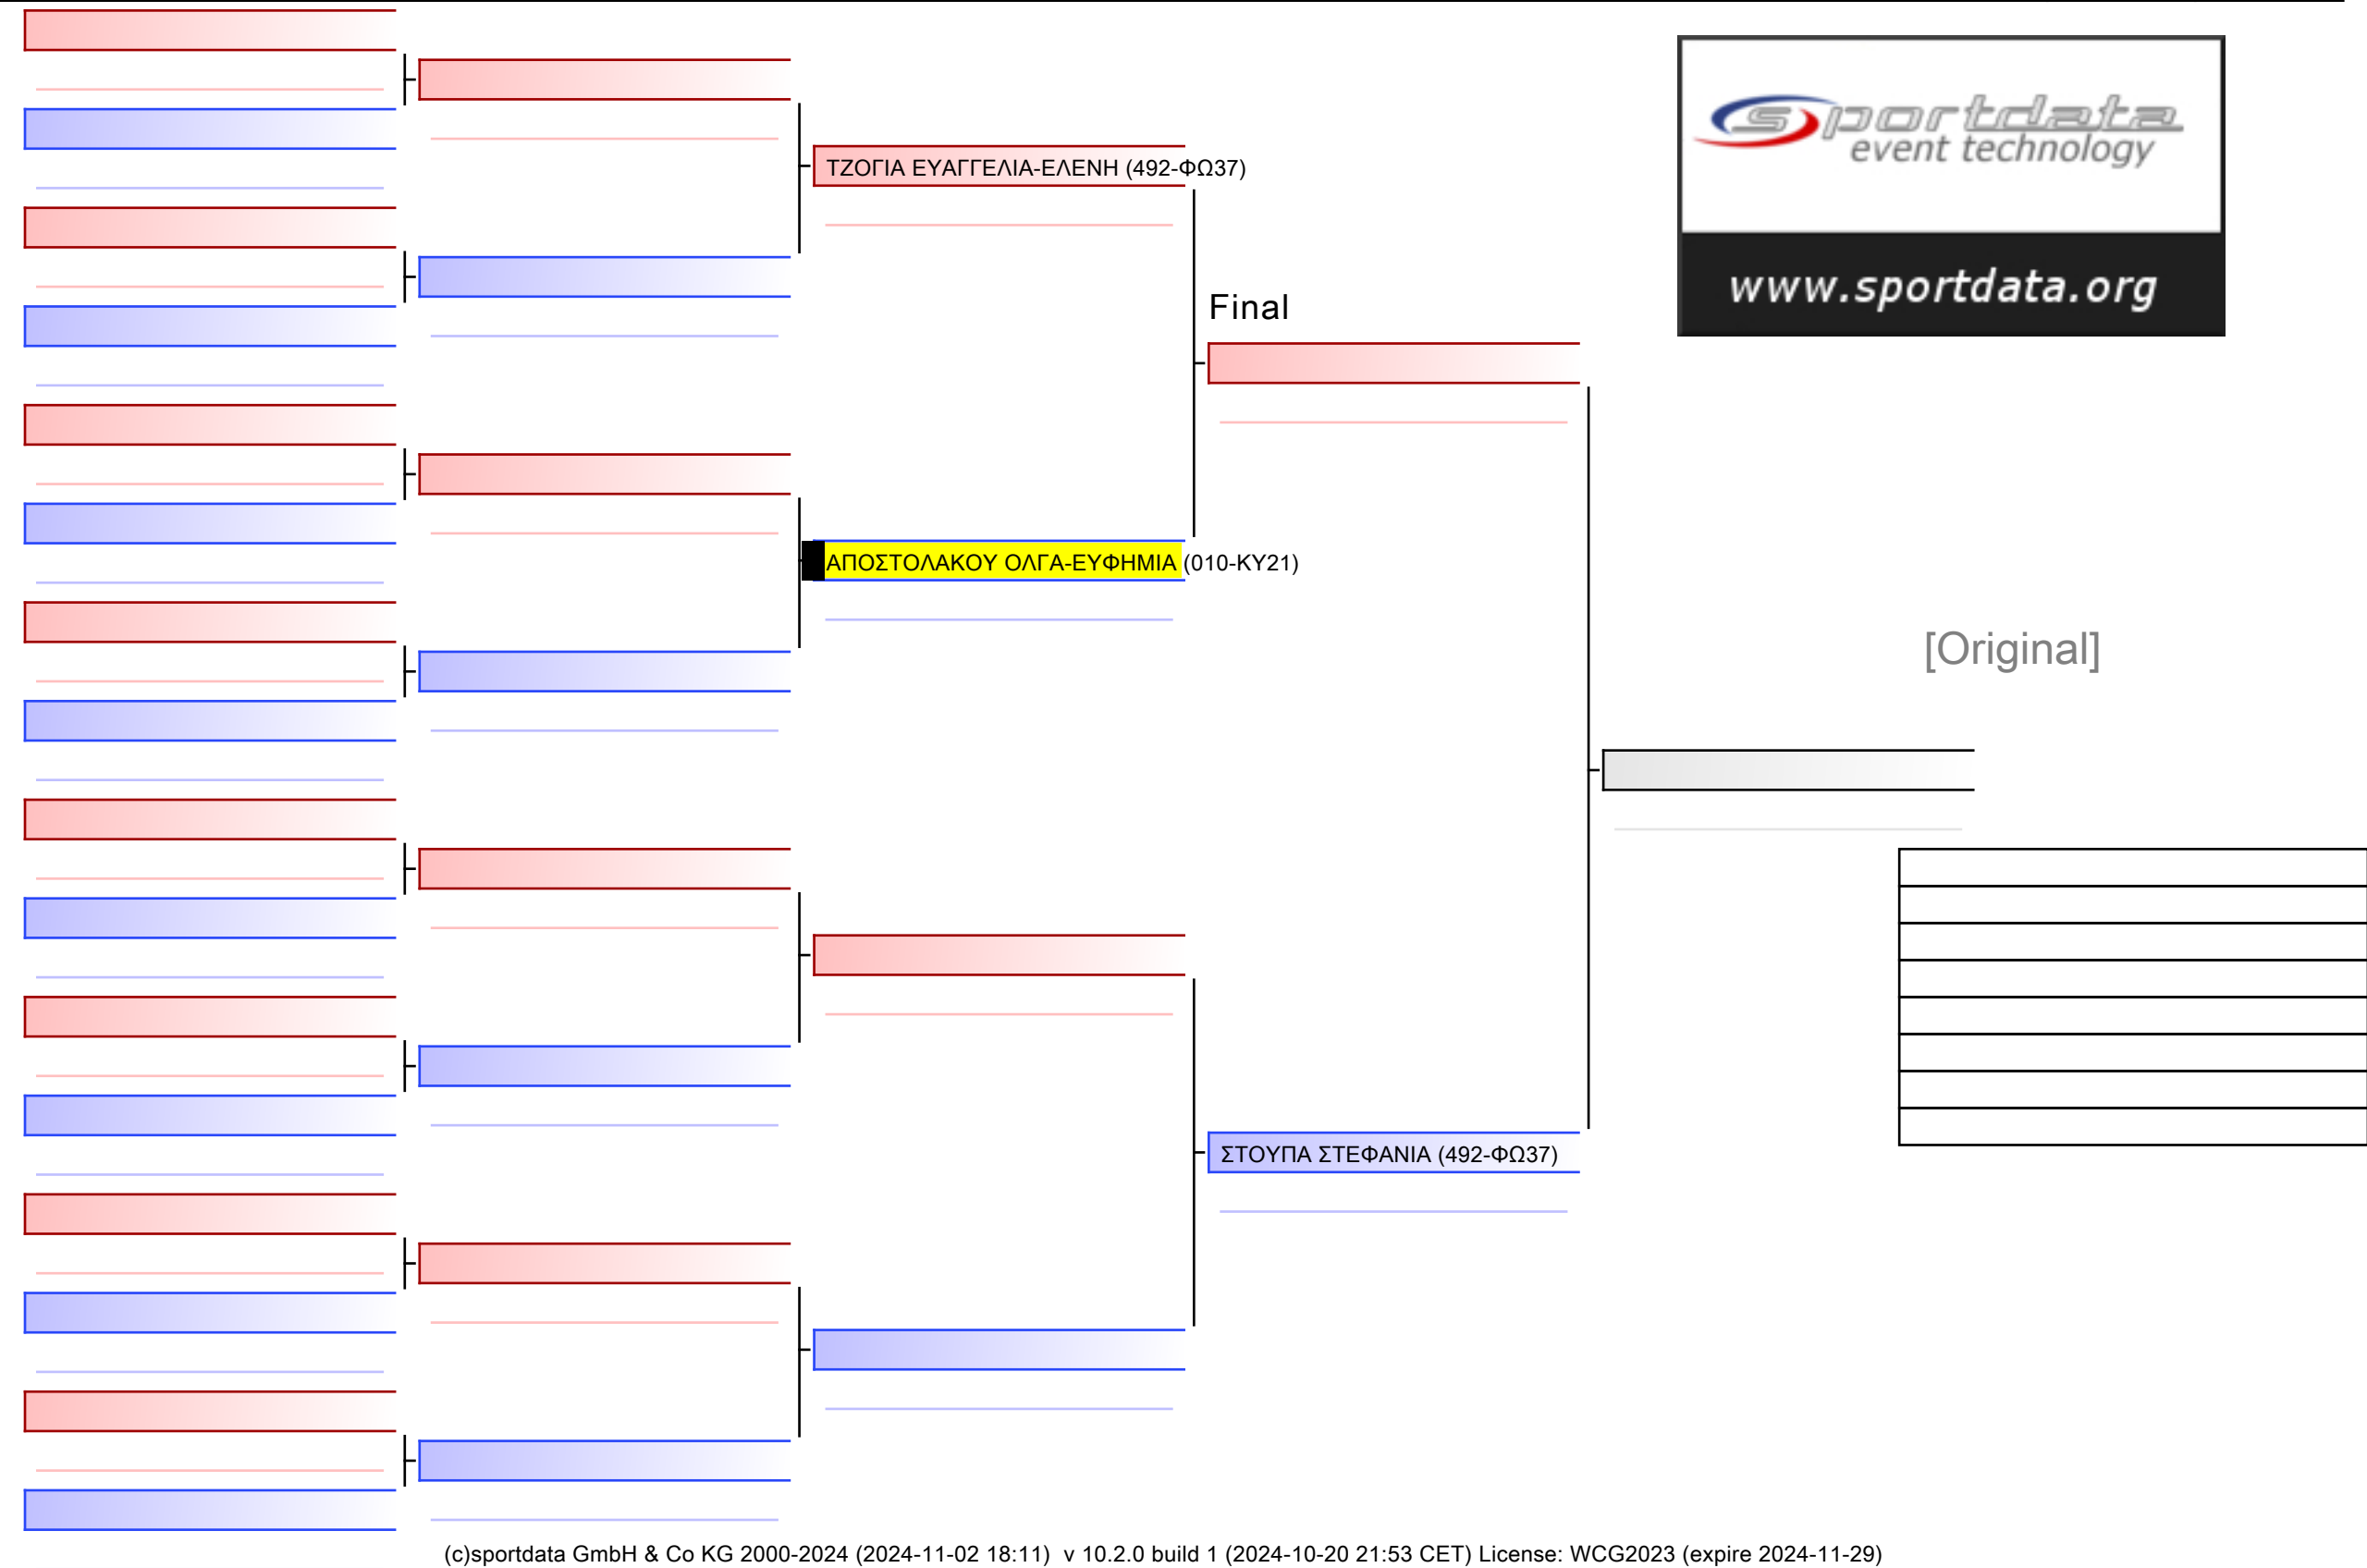 sportdata
event technology
www.sportdata.org
ΤΖΟΓΙΑ ΕΥΑΓΓΕΛΙΑ-ΕΛΕΝΗ (492-ΦΩ37)
Final
ΑΠΟΣΤΟΛΑΚΟΥ ΟΛΓΑ-ΕΥΦΗΜΙΑ (010-ΚΥ21)
[Original]
ΣΤΟΥΠΑ ΣΤΕΦΑΝΙΑ (492-ΦΩ37)
(c)sportdata GmbH & Co KG 2000-2024 (2024-11-02 18:11) v 10.2.0 build 1 (2024-10-20 21:53 CET) License: WCG2023 (expire 2024-11-29)